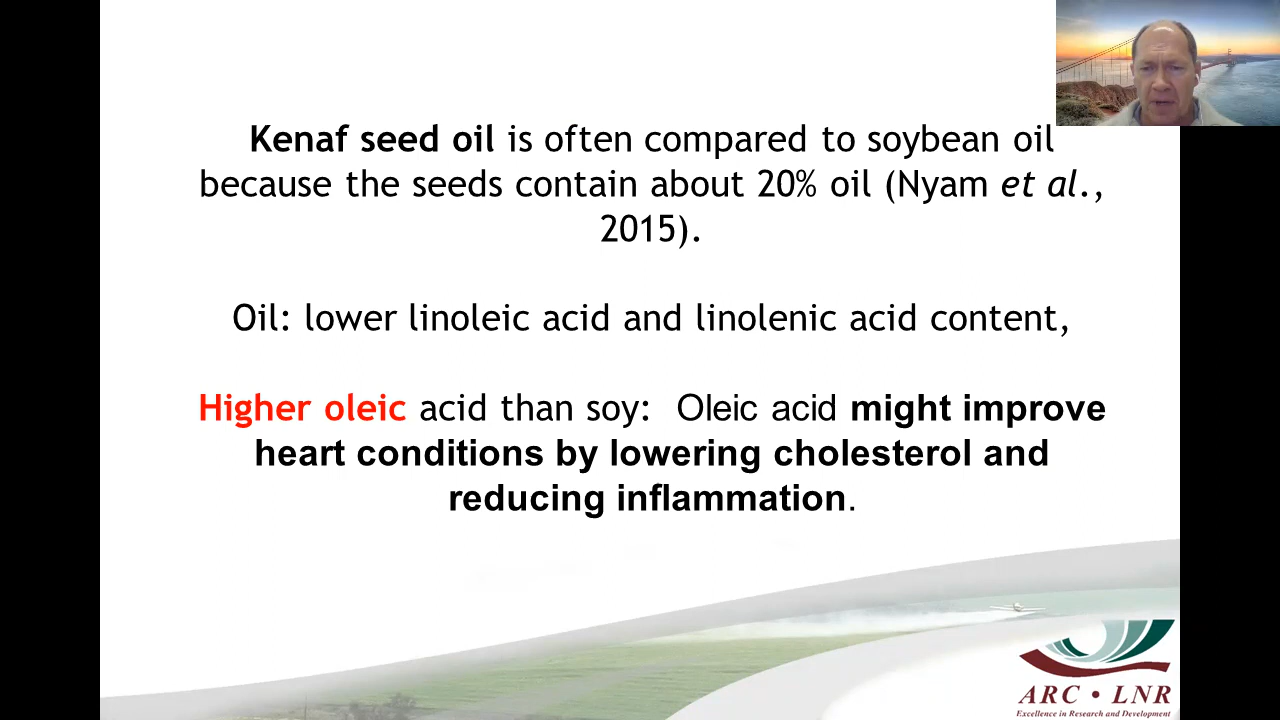 Kenaf seed oil is often compared to soybean oil
because the seeds contain about 20% oil (Nyam et al.,
2015).
Oil: lower linoleic acid and linolenic acid content,
Higher oleic acid than soy:  Oleic acid might improve
heart conditions by lowering cholesterol and
reducing inflammation.
ARC • LNR
Excellence in Research and Development